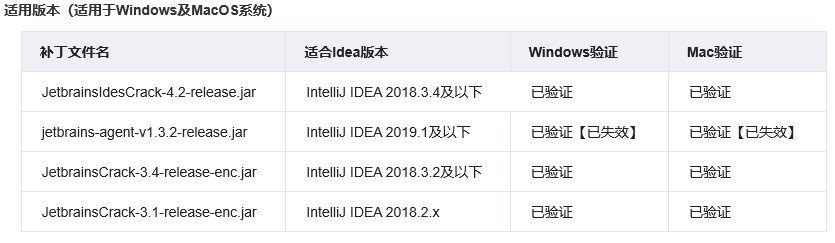 适用版本（适用于Windows及MacOS系统）
补丁文件名 适合Idea版本 Windows验证 Mac验证
JetbrainsIdesCrack-4.2-release.jar IntelliJ IDEA 2018.3.4及以下 已验证 已验证
jetbrains-agent-v1.3.2-release.jar IntelliJ IDEA 2019.1及以下 已验证【已失效】 已验证【已失效】
JetbrainsCrack-3.4-release-enc.jar IntelliJ IDEA 2018.3.2及以下 已验证 已验证
JetbrainsCrack-3.1-release-enc.jar IntelliJ IDEA 2018.2.x 已验证 已验证